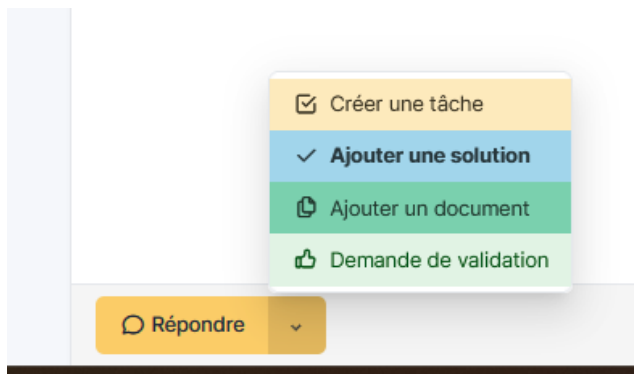 Créer une tâche
Ajouter une solution
Ajouter un document
Demande de validation
Répondre